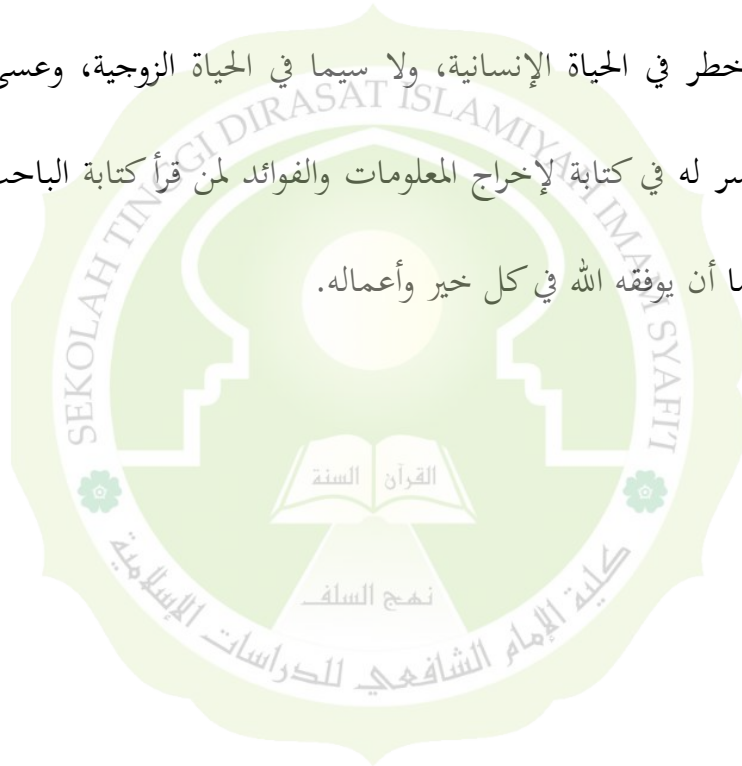 خطر في الحياة الإنسانية، ولا سيما في الحياة الزوجية، وعسى
سر له في كتابة لإخراج المعلومات والفوائد لمن قرأ كتابة الباحث
ما أن يوفقه الله في كل خير وأعماله.
SEKOLAH TINGGI DIRASAT ISLAMIYAH IMAM SYAFI'I
القرآن السنة
نهج السلف
كلية الإمام الشافعي للدراسات الإسلامية